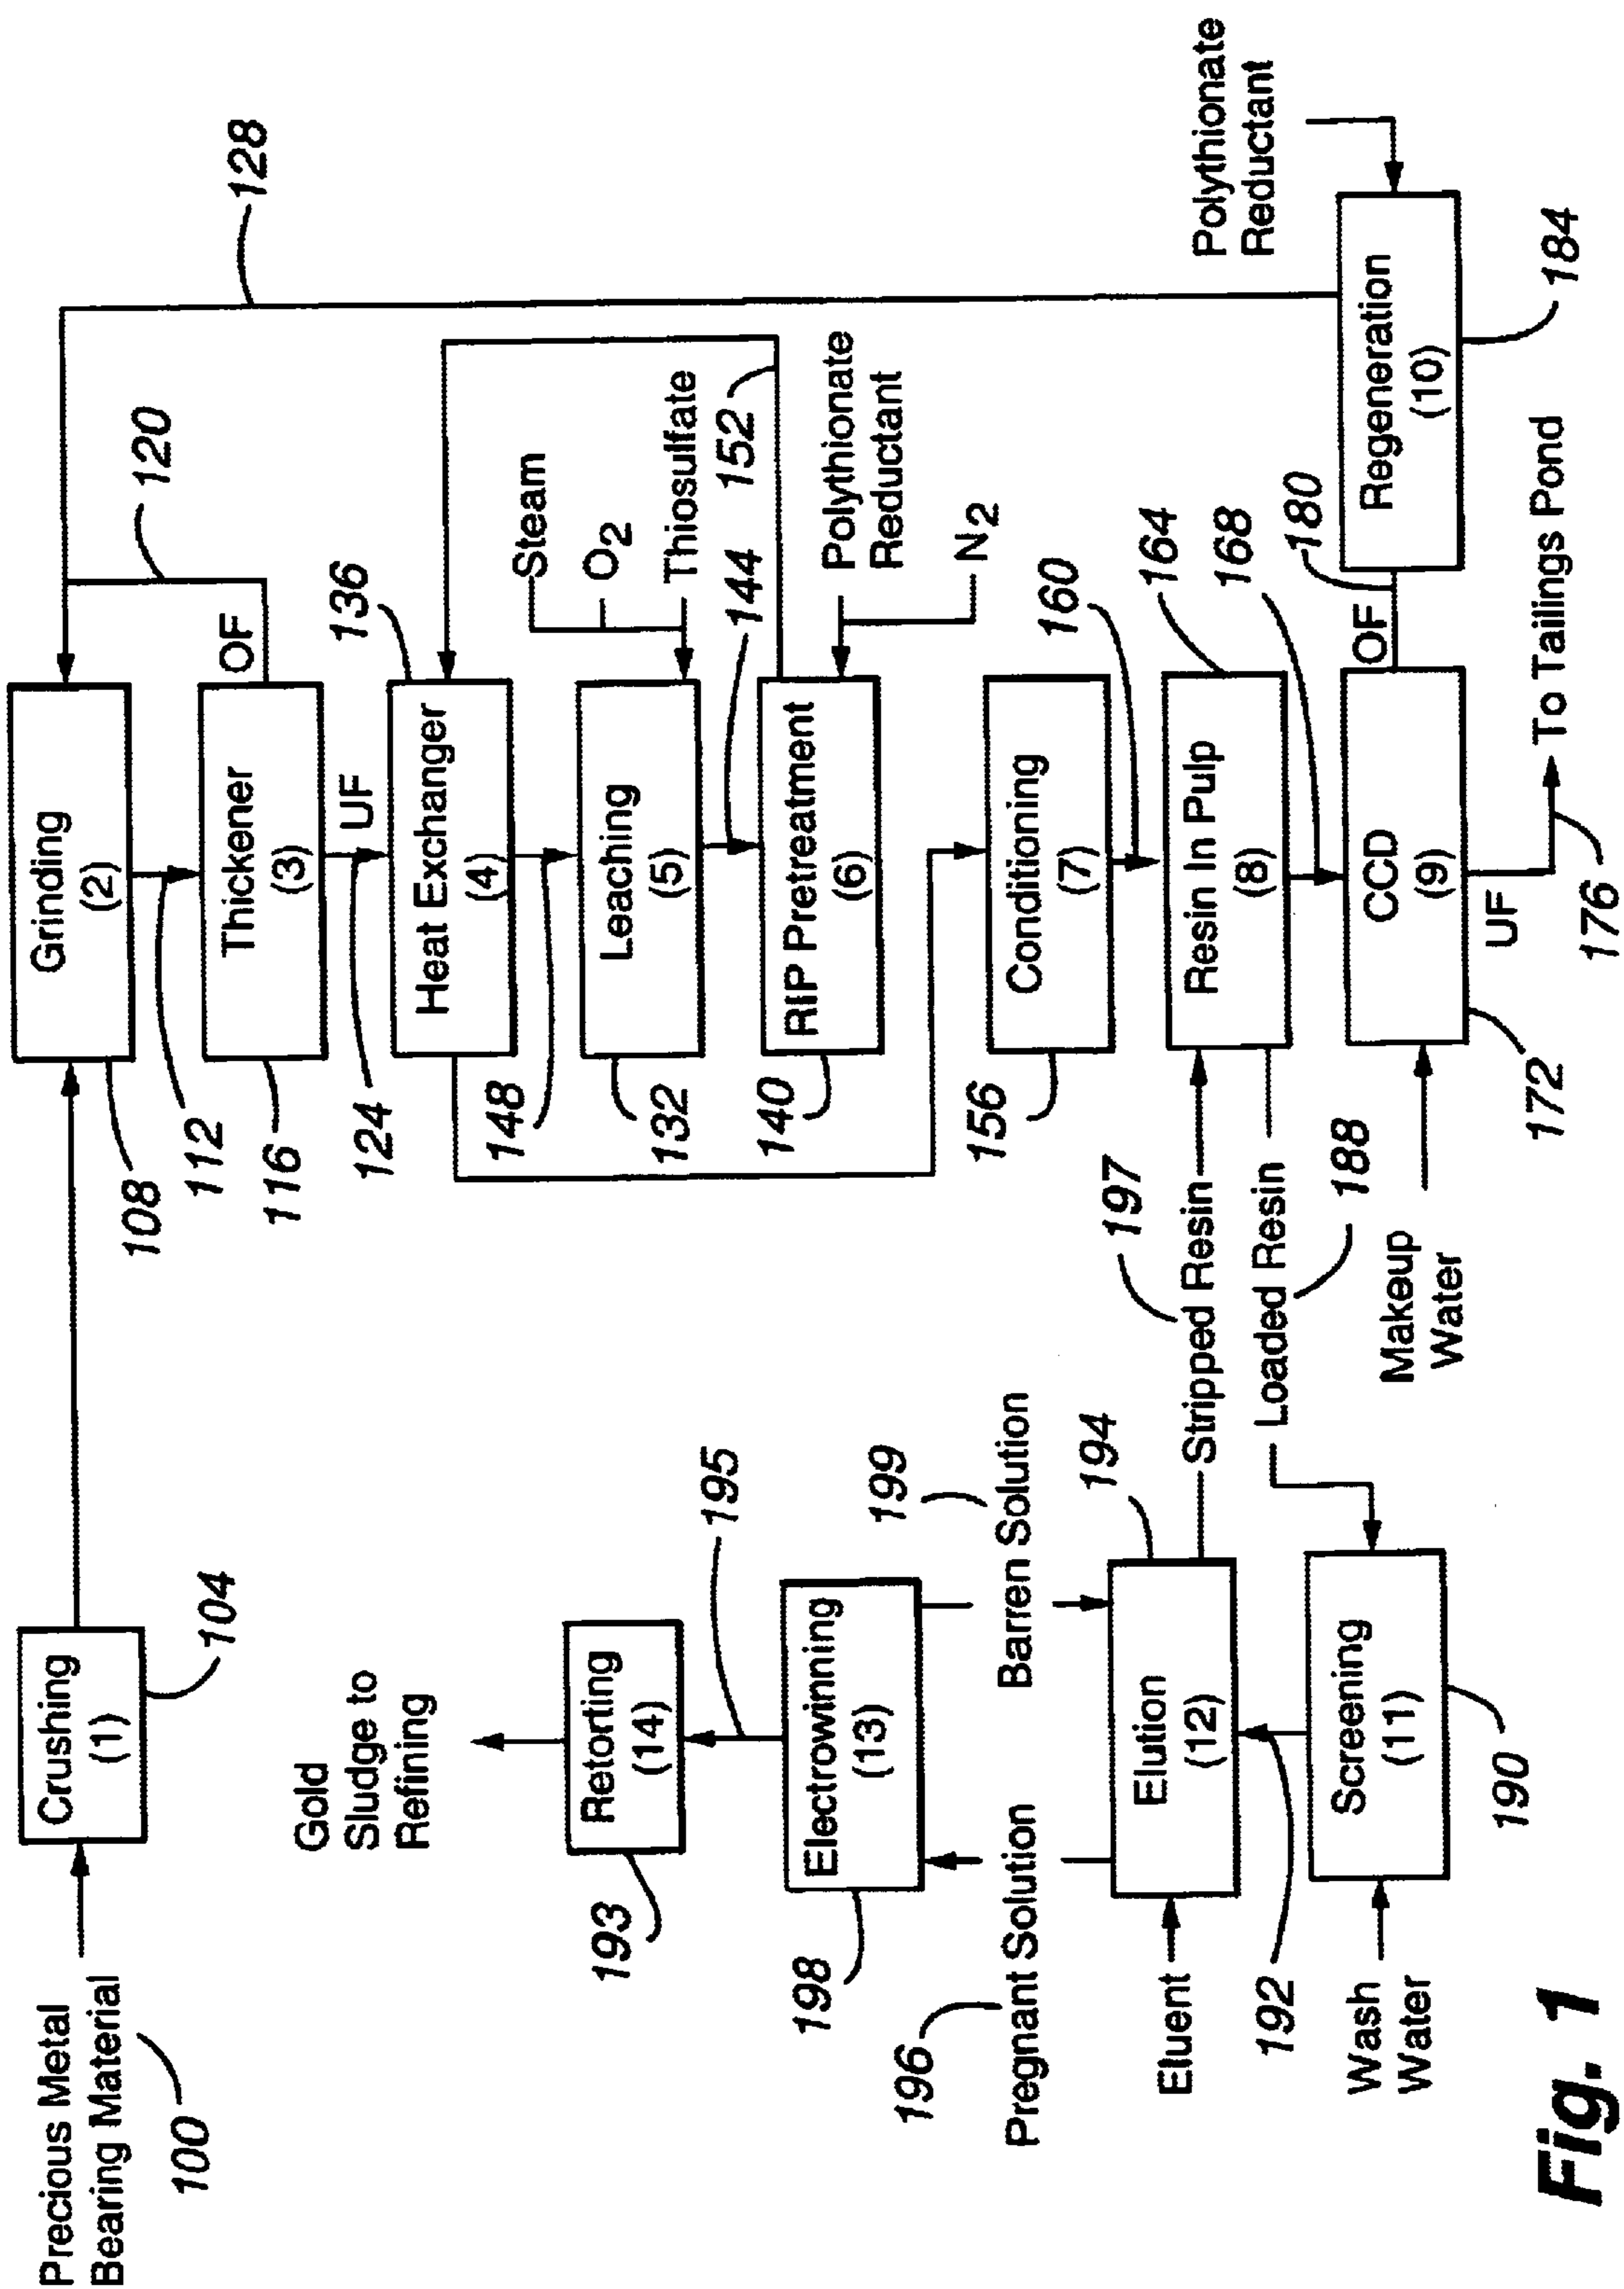 Precious Metal
Bearing Material
100
Crushing
(1)
104
Grinding
(2)
108
112
Thickener
(3)
116
OF
120
128
UF
124
Heat Exchanger
(4)
136
148
Steam
O2
Thiosulfate
Leaching
(5)
132
144
152
RIP Pretreatment
(6)
140
Polythionate
Reductant
N2
Conditioning
(7)
156
160
Resin In Pulp
(8)
164
168
197
Stripped Resin
Loaded Resin
188
Makeup
Water
CCD
(9)
172
OF
180
UF
176
To Tailings Pond
Regeneration
(10)
184
Polythionate
Reductant
Gold
Sludge to
Refining
Retorting
(14)
193
195
Electrowinning
(13)
198
199
Barren Solution
196
Pregnant Solution
Elution
(12)
194
Eluent
192
Screening
(11)
190
Wash
Water
Fig. 1